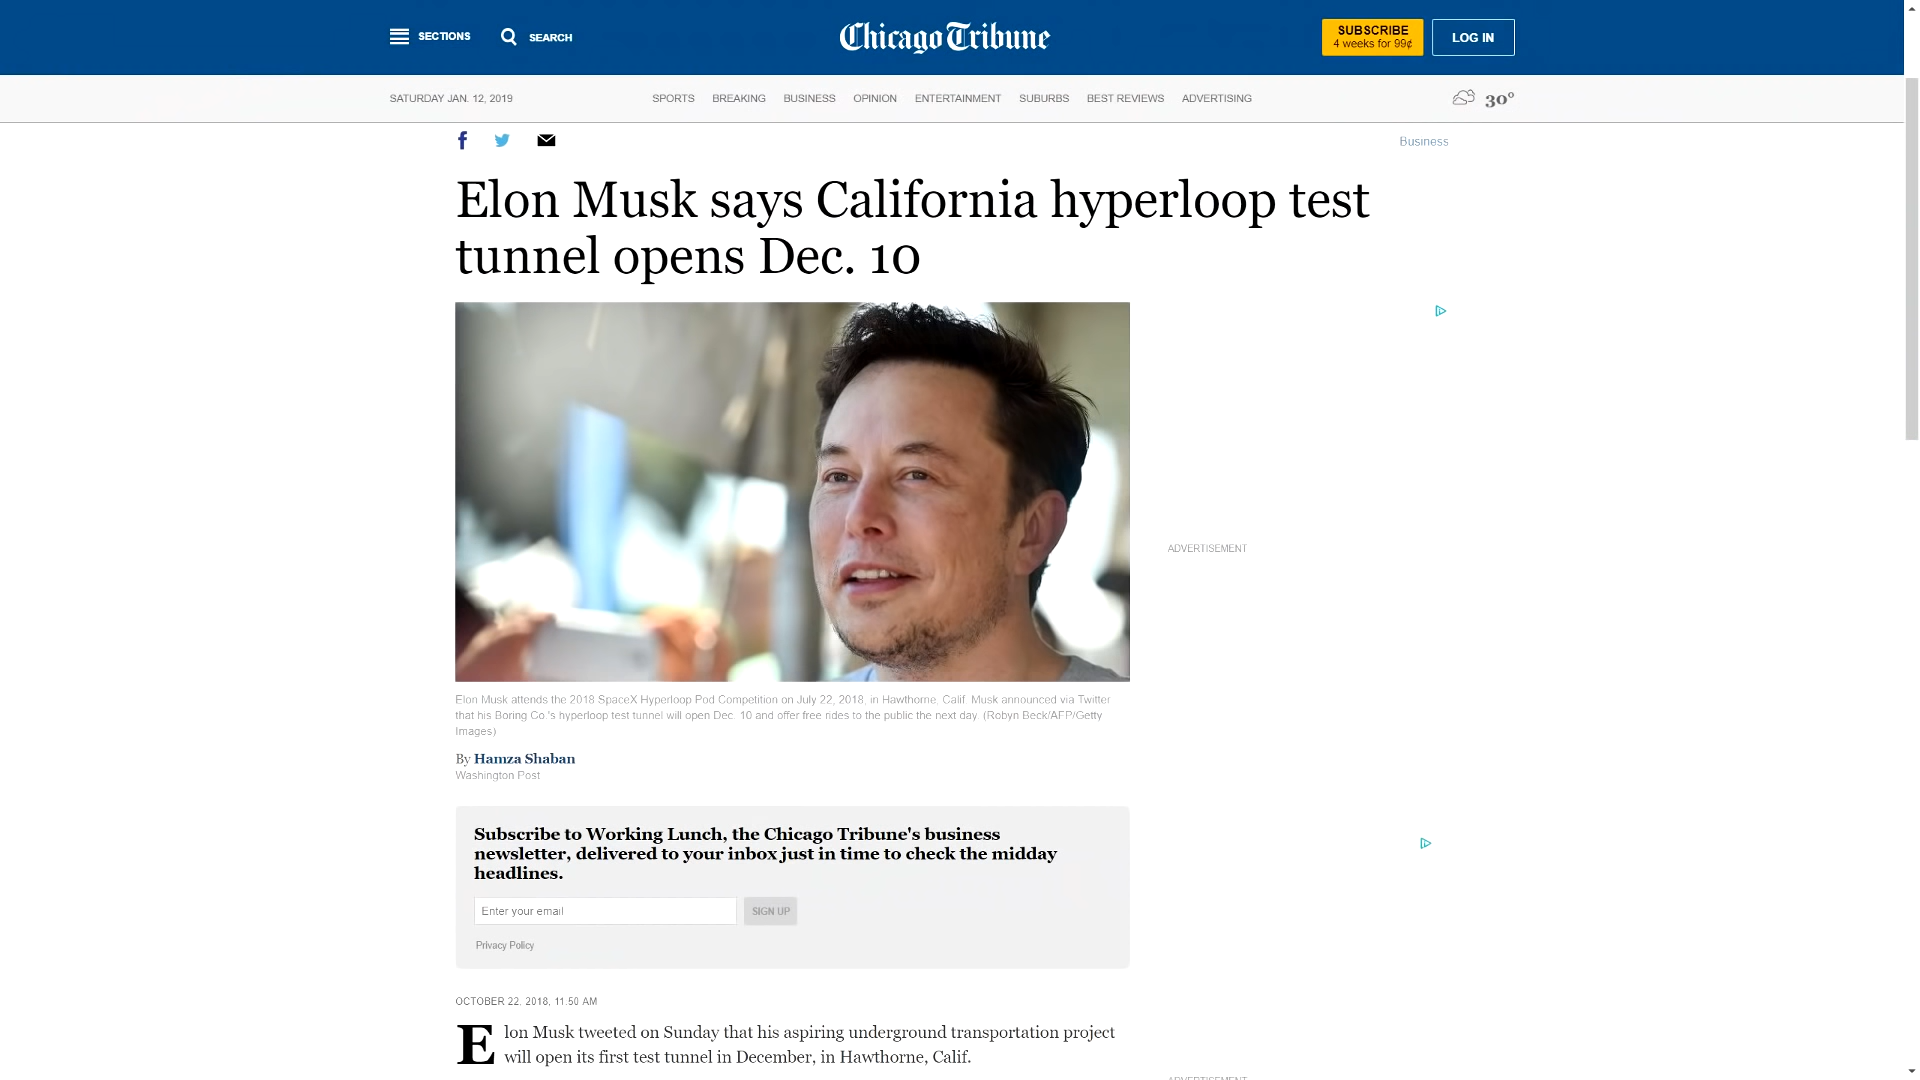 SECTIONS
SEARCH
Chicago Tribune
SUBSCRIBE
4 weeks for 99¢
LOG IN
SATURDAY JAN. 12, 2019
SPORTS BREAKING BUSINESS OPINION ENTERTAINMENT SUBURBS BEST REVIEWS ADVERTISING
30°
Business
Elon Musk says California hyperloop test
tunnel opens Dec. 10
ADVERTISEMENT
Elon Musk attends the 2018 SpaceX Hyperloop Pod Competition on July 22, 2018, in Hawthorne, Calif. Musk announced via Twitter
that his Boring Co.'s hyperloop test tunnel will open Dec. 10 and offer free rides to the public the next day. (Robyn Beck/AFP/Getty
Images)
By Hamza Shaban
Washington Post
Subscribe to Working Lunch, the Chicago Tribune's business
newsletter, delivered to your inbox just in time to check the midday
headlines.
Enter your email
SIGN UP
Privacy Policy
OCTOBER 22, 2018, 11:50 AM
Elon Musk tweeted on Sunday that his aspiring underground transportation project
will open its first test tunnel in December, in Hawthorne, Calif.
ADVERTISEMENT